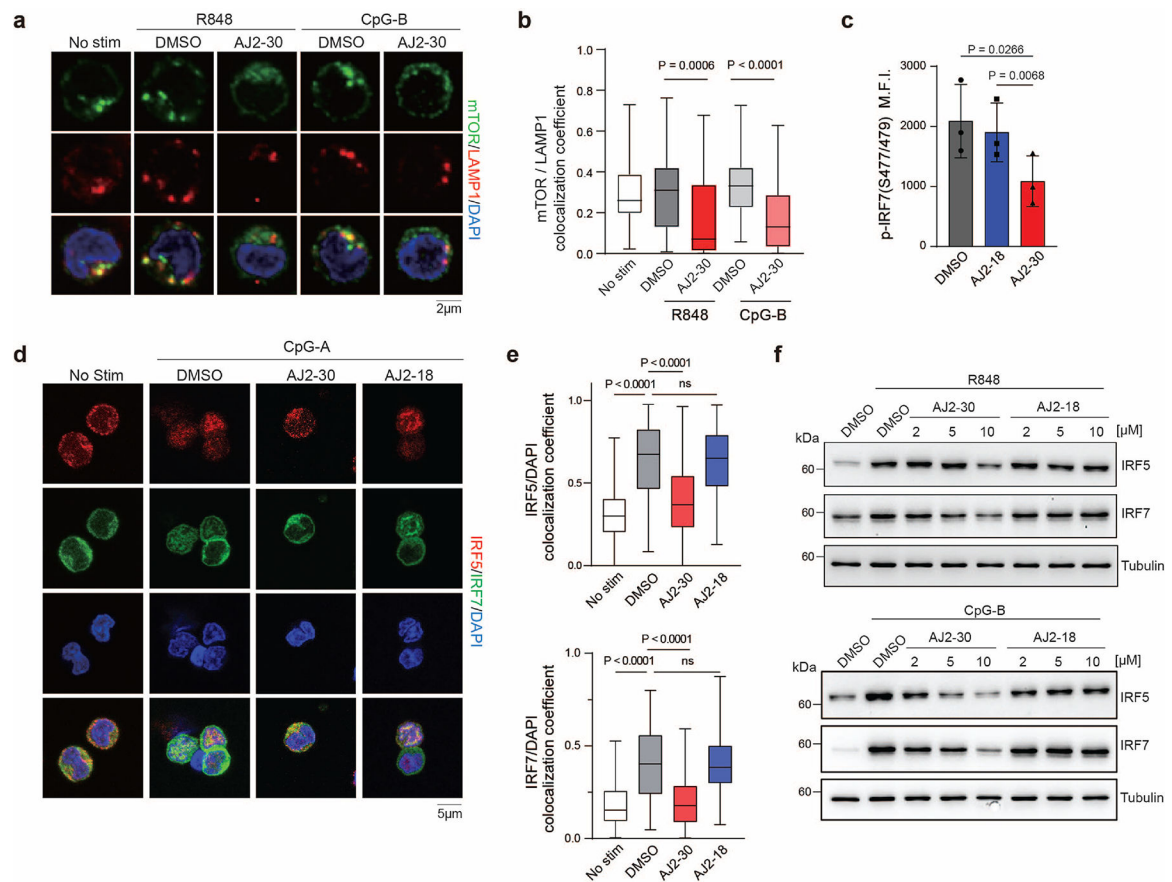 a
R848
CpG-B
No stim
DMSO
AJ2-30
DMSO
AJ2-30
mTOR/LAMP1/DAPI
2µm
b
mTOR / LAMP1
colocalization coefficient
1.0
0.8
0.6
0.4
0.2
0.0
P = 0.0006
P < 0.0001
No stim
DMSO
AJ2-30
DMSO
AJ2-30
R848
CpG-B
c
p-IRF7(S477/479) M.F.I.
3000
2000
1000
0
P = 0.0266
P = 0.0068
DMSO
AJ2-18
AJ2-30
d
CpG-A
No Stim
DMSO
AJ2-30
AJ2-18
IRF5/IRF7/DAPI
5µm
e
IRF5/DAPI
colocalization coefficient
1.0
0.5
0.0
P < 0.0001
P < 0.0001
ns
No stim
DMSO
AJ2-30
AJ2-18
IRF7/DAPI
colocalization coefficient
1.0
0.5
0.0
P < 0.0001
P < 0.0001
ns
No stim
DMSO
AJ2-30
AJ2-18
f
R848
DMSO
DMSO
AJ2-30
AJ2-18
kDa
2 5 10 2 5 10 [µM]
60
IRF5
60
IRF7
60
Tubulin
CpG-B
DMSO
DMSO
AJ2-30
AJ2-18
kDa
2 5 10 2 5 10 [µM]
60
IRF5
60
IRF7
60
Tubulin